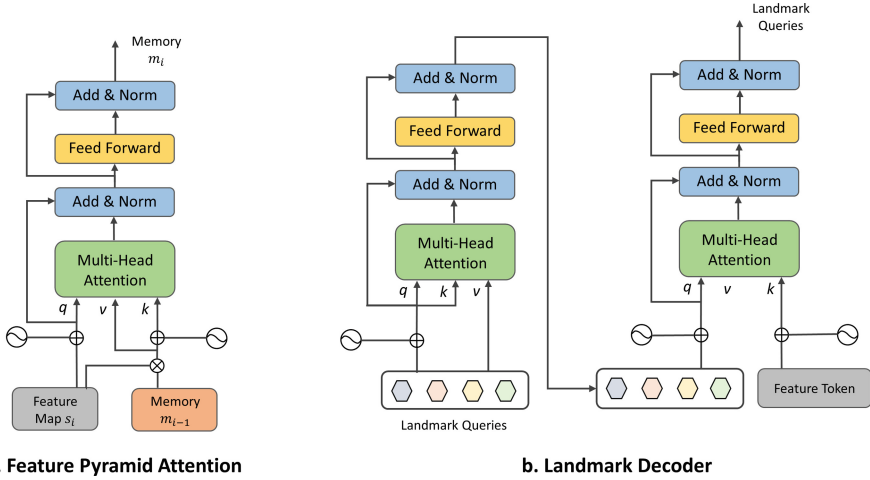 Memory
m_i
Add & Norm
Feed Forward
Add & Norm
Multi-Head
Attention
q
v
k
Feature
Map s_i
Memory
m_{i−1}
. Feature Pyramid Attention
Add & Norm
Feed Forward
Add & Norm
Multi-Head
Attention
q
k
v
Landmark Queries
Landmark
Queries
Add & Norm
Feed Forward
Add & Norm
Multi-Head
Attention
q
v
k
Feature Token
b. Landmark Decoder